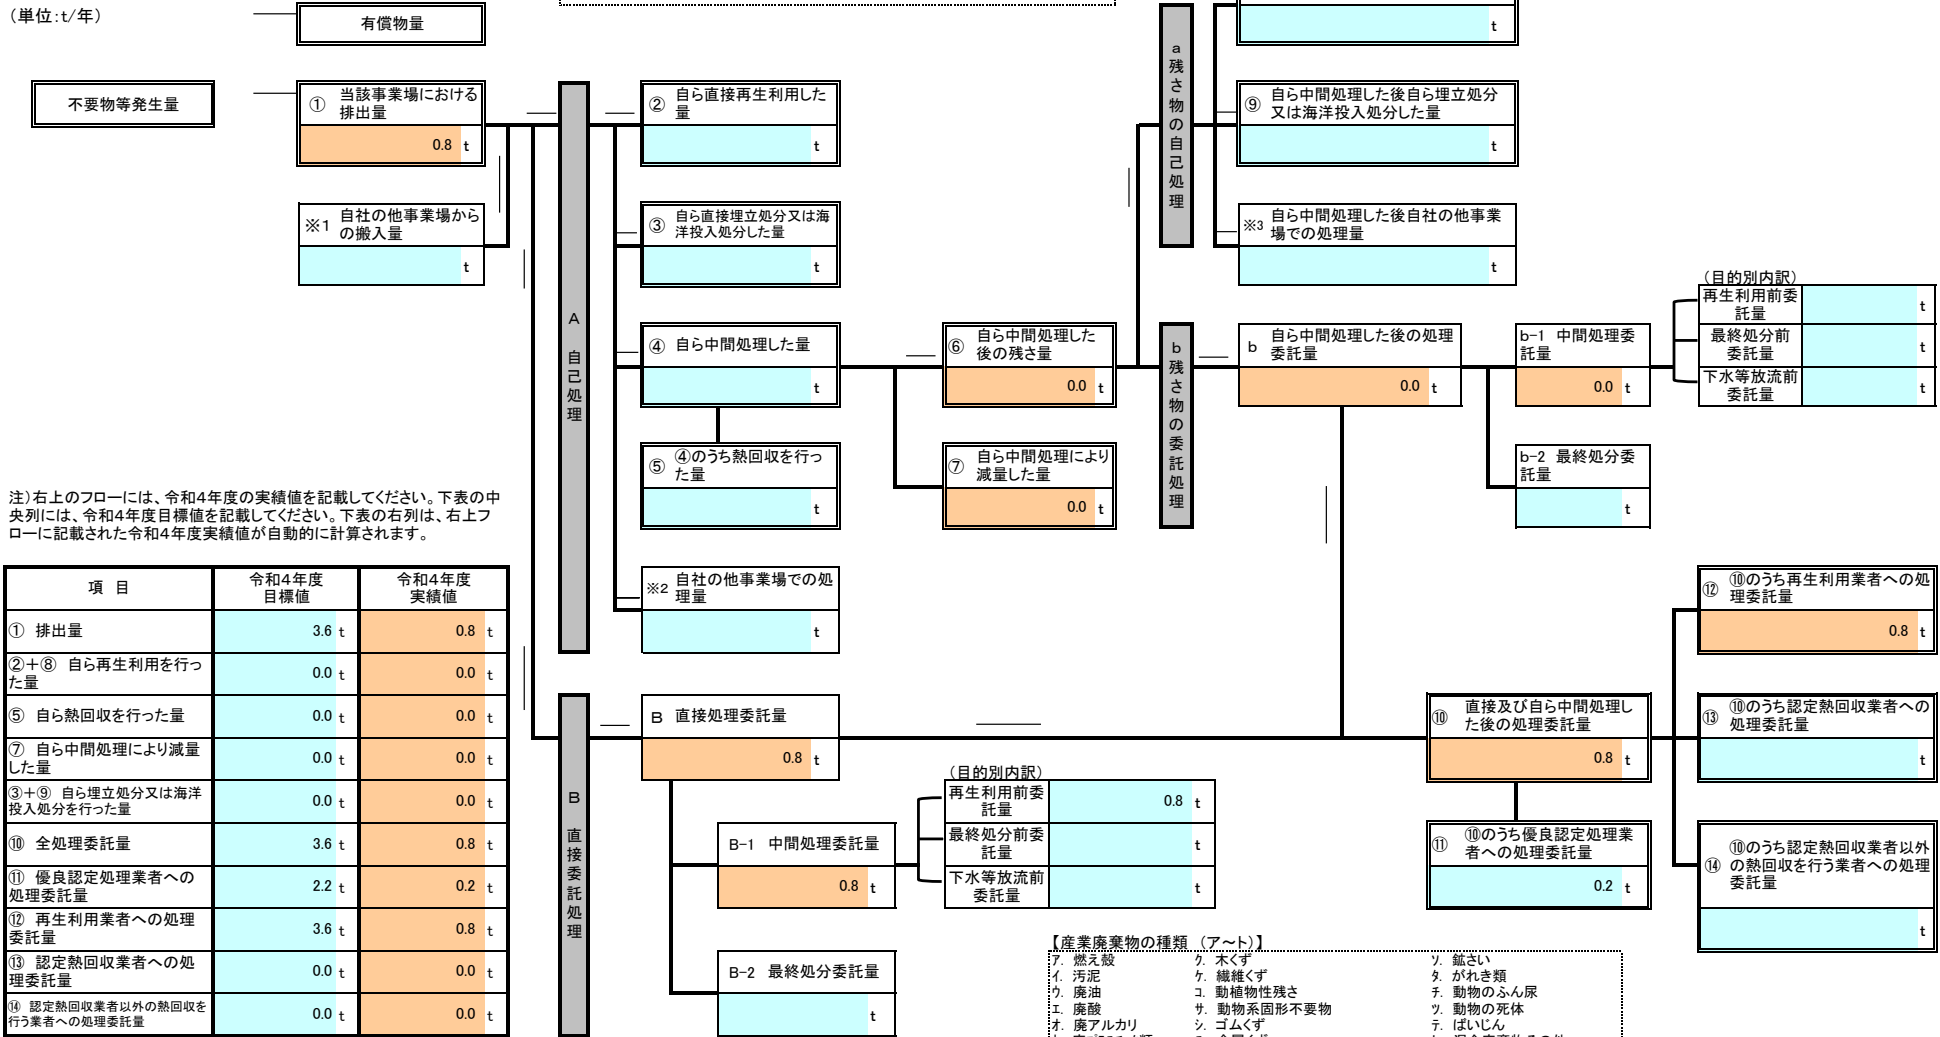 (単位:t/年)
有償物量
t
不要物等発生量
① 当該事業場における
排出量
0.8 t
※1 自社の他事業場から
の搬入量
t
A 自己処理
② 自ら直接再生利用した
量
t
③ 自ら直接埋立処分又は海
洋投入処分した量
t
④ 自ら中間処理した量
t
⑤ ④のうち熱回収を行っ
た量
t
※2 自社の他事業場での処
理量
t
⑥ 自ら中間処理した
後の残さ量
0.0 t
⑦ 自ら中間処理により
減量した量
0.0 t
a 残さ物の自己処理
⑨ 自ら中間処理した後自ら埋立処分
又は海洋投入処分した量
t
※3 自ら中間処理した後自社の他事業
場での処理量
t
b 残さ物の委託処理
b 自ら中間処理した後の処理
委託量
0.0 t
b-1 中間処理委
託量
0.0 t
b-2 最終処分委
託量
t
(目的別内訳)
再生利用前委
託量
t
最終処分前
委託量
t
下水等放流前
委託量
t
注)右上のフローには、令和4年度の実績値を記載してください。下表の中
央列には、令和4年度目標値を記載してください。下表の右列は、右上フ
ローに記載された令和4年度実績値が自動的に計算されます。
項 目 令和4年度 目標値 令和4年度 実績値
① 排出量 3.6 t 0.8 t
②+⑧ 自ら再生利用を行っ
た量 0.0 t 0.0 t
⑤ 自ら熱回収を行った量 0.0 t 0.0 t
⑦ 自ら中間処理により減量
した量 0.0 t 0.0 t
③+⑨ 自ら埋立処分又は海洋
投入処分を行った量 0.0 t 0.0 t
⑩ 全処理委託量 3.6 t 0.8 t
⑪ 優良認定処理業者への
処理委託量 2.2 t 0.2 t
⑫ 再生利用業者への処理
委託量 3.6 t 0.8 t
⑬ 認定熱回収業者への処
理委託量 0.0 t 0.0 t
⑭ 認定熱回収業者以外の熱回収を
行う業者への処理委託量 0.0 t 0.0 t
B 直接委託処理
B 直接処理委託量
0.8 t
B-1 中間処理委託量
0.8 t
B-2 最終処分委託量
t
(目的別内訳)
再生利用前委
託量
0.8 t
最終処分前委
託量
t
下水等放流前
委託量
t
⑩ 直接及び自ら中間処理し
た後の処理委託量
0.8 t
⑪ ⑩のうち優良認定処理業
者への処理委託量
0.2 t
⑫ ⑩のうち再生利用業者への処
理委託量
0.8 t
⑬ ⑩のうち認定熱回収業者への
処理委託量
t
⑭ ⑩のうち認定熱回収業者以外
の熱回収を行う業者への処理
委託量
t
【産業廃棄物の種類 (ア~ト)】
ア. 燃え殻 ク. 木くず ソ. 鉱さい
イ. 汚泥 ケ. 繊維くず タ. がれき類
ウ. 廃油 コ. 動植物性残さ チ. 動物のふん尿
エ. 廃酸 サ. 動物系固形不要物 ツ. 動物の死体
オ. 廃アルカリ シ. ゴムくず テ. ばいじん